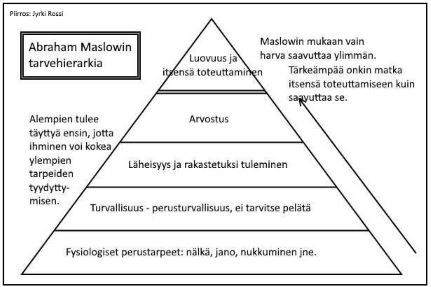 Piirros: Jyrki Rossi
Abraham Maslowin
tarvehierarkia
Maslowin mukaan vain
harva saavuttaa ylimmän.
Tärkeämpää onkin matka
itsensä toteuttamiseen kuin
saavuttaa se.
Luovuus ja
itsensä toteuttaminen
Alempien tulee
täyttyä ensin, jotta
ihminen voi kokea
ylempien
tarpeiden
tyydytty-
misen.
Arvostus
Läheisyys ja rakastetuksi tuleminen
Turvallisuus - perusturvallisuus, ei tarvitse pelätä
Fysiologiset perustarpeet: nälkä, jano, nukkuminen jne.